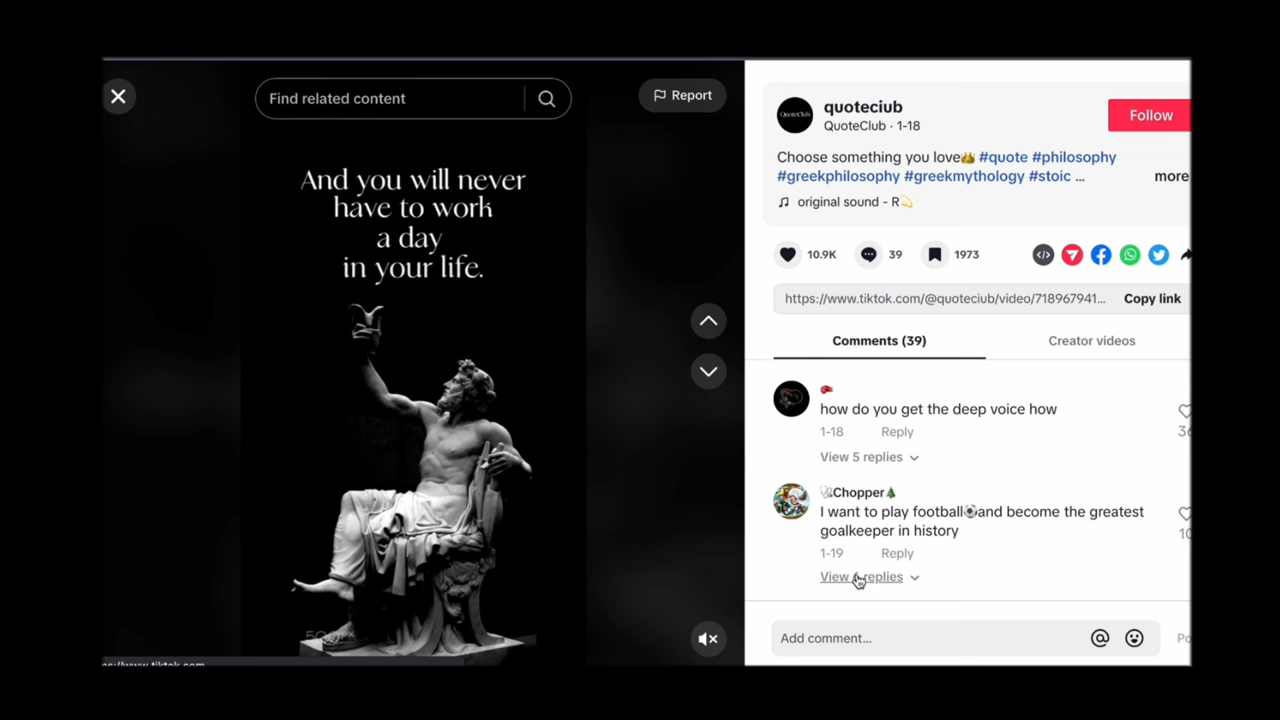 Find related content
Report
And you will never
have to work
a day
in your life.
quoteciub
QuoteClub · 1-18
Follow
Choose something you love #quote #philosophy
#greekphilosophy #greekmythology #stoic ...
more
original sound - R
10.9K
39
1973
https://www.tiktok.com/@quoteciub/video/718967941...
Copy link
Comments (39)
Creator videos
how do you get the deep voice how
1-18
Reply
View 5 replies
Chopper
I want to play football⚽and become the greatest
goalkeeper in history
1-19
Reply
10
View replies
Add comment...